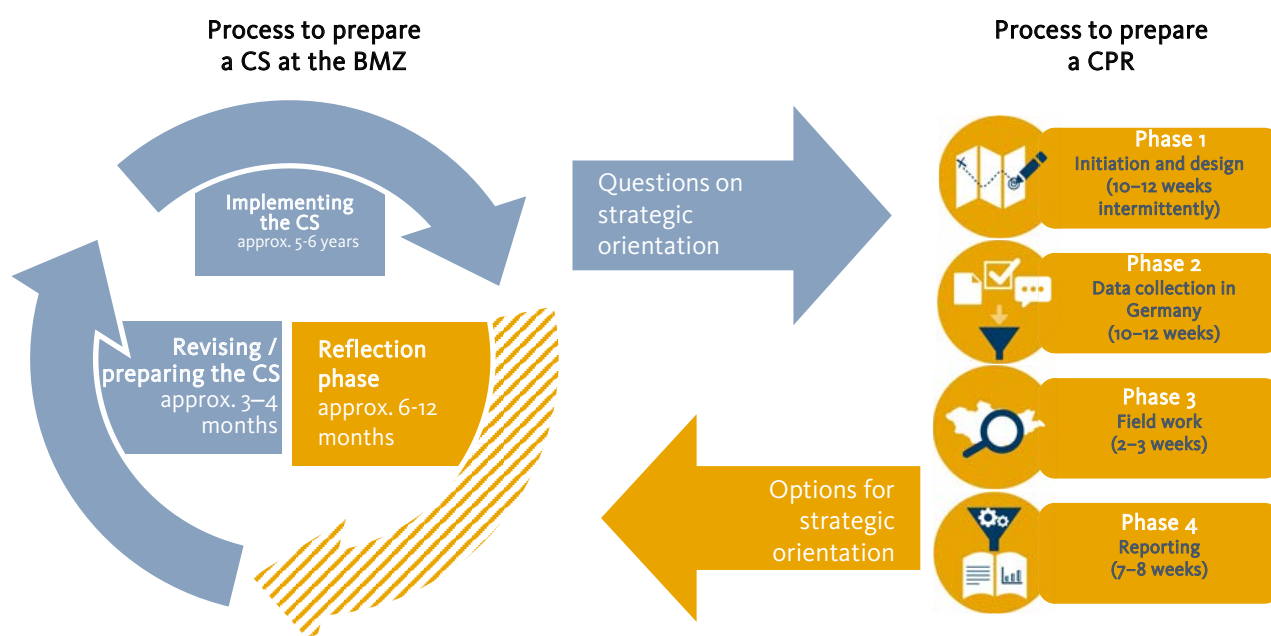 Process to prepare
a CS at the BMZ
Implementing
the CS
approx. 5-6 years
Revising /
preparing the CS
approx. 3–4
months
Reflection
phase
approx. 6-12
months
Questions on
strategic
orientation
Options for
strategic
orientation
Process to prepare
a CPR
Phase 1
Initiation and design
(10–12 weeks
intermittently)
Phase 2
Data collection in
Germany
(10–12 weeks)
Phase 3
Field work
(2–3 weeks)
Phase 4
Reporting
(7–8 weeks)